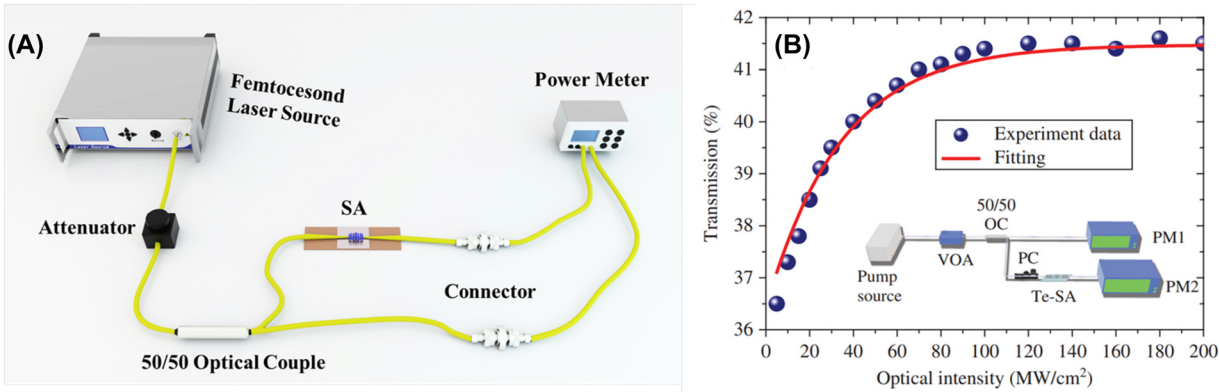 (A)
Femtocesond
Laser Source
Laser Source
Attenuator
SA
Power Meter
Connector
50/50 Optical Couple
(B)
42
41
40
39
38
37
36
Transmission (%)
Experiment data
Fitting
50/50
OC
VOA
PM1
Pump
source
PC
Te-SA
PM2
0 20 40 60 80 100 120 140 160 180 200
Optical intensity (MW/cm²)